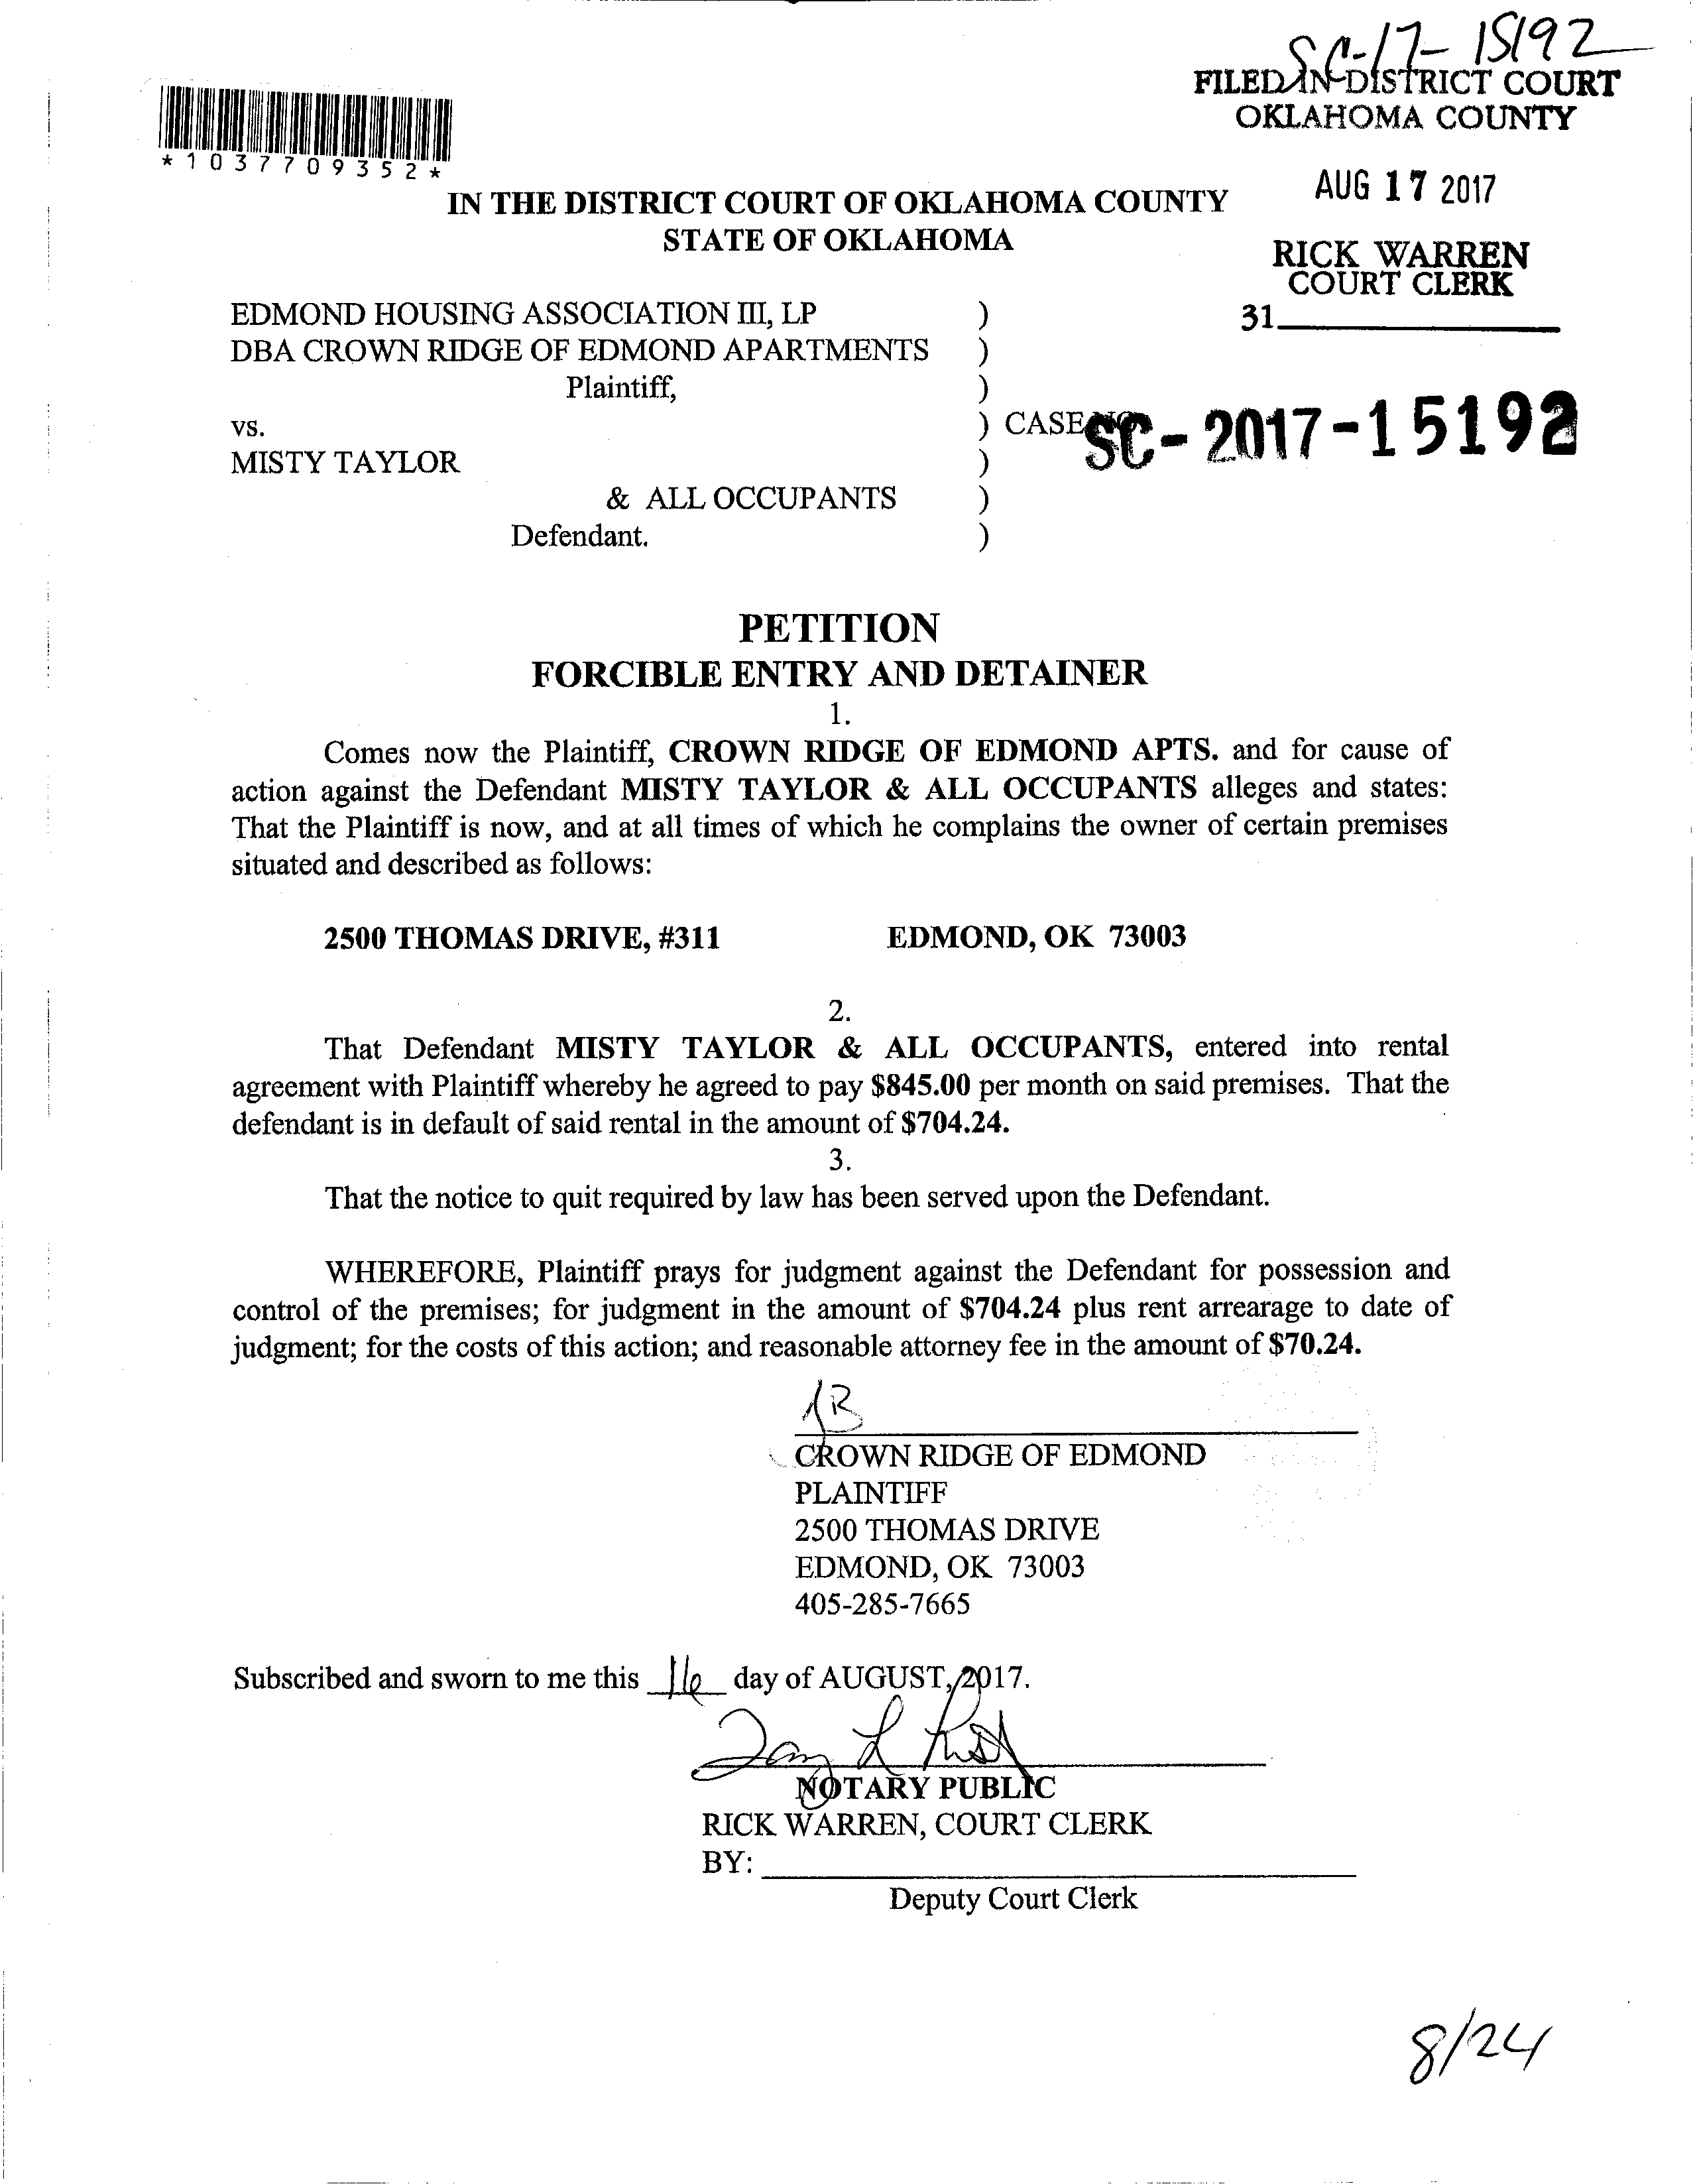 SC-17-15192
FILED IN DISTRICT COURT
OKLAHOMA COUNTY
*1037709352*
AUG 17 2017
IN THE DISTRICT COURT OF OKLAHOMA COUNTY
STATE OF OKLAHOMA
RICK WARREN
COURT CLERK
31
EDMOND HOUSING ASSOCIATION III, LP )
DBA CROWN RIDGE OF EDMOND APARTMENTS )
Plaintiff, )
vs. ) CASE NO. SC-2017-15192
MISTY TAYLOR )
& ALL OCCUPANTS )
Defendant. )
PETITION
FORCIBLE ENTRY AND DETAINER
1.
Comes now the Plaintiff, CROWN RIDGE OF EDMOND APTS. and for cause of
action against the Defendant MISTY TAYLOR & ALL OCCUPANTS alleges and states:
That the Plaintiff is now, and at all times of which he complains the owner of certain premises
situated and described as follows:
2500 THOMAS DRIVE, #311 EDMOND, OK 73003
2.
That Defendant MISTY TAYLOR & ALL OCCUPANTS, entered into rental
agreement with Plaintiff whereby he agreed to pay $845.00 per month on said premises. That the
defendant is in default of said rental in the amount of $704.24.
3.
That the notice to quit required by law has been served upon the Defendant.
WHEREFORE, Plaintiff prays for judgment against the Defendant for possession and
control of the premises; for judgment in the amount of $704.24 plus rent arrearage to date of
judgment; for the costs of this action; and reasonable attorney fee in the amount of $70.24.
CROWN RIDGE OF EDMOND
PLAINTIFF
2500 THOMAS DRIVE
EDMOND, OK 73003
405-285-7665
Subscribed and sworn to me this 16 day of AUGUST, 2017.
NOTARY PUBLIC
RICK WARREN, COURT CLERK
BY:
Deputy Court Clerk
8/24